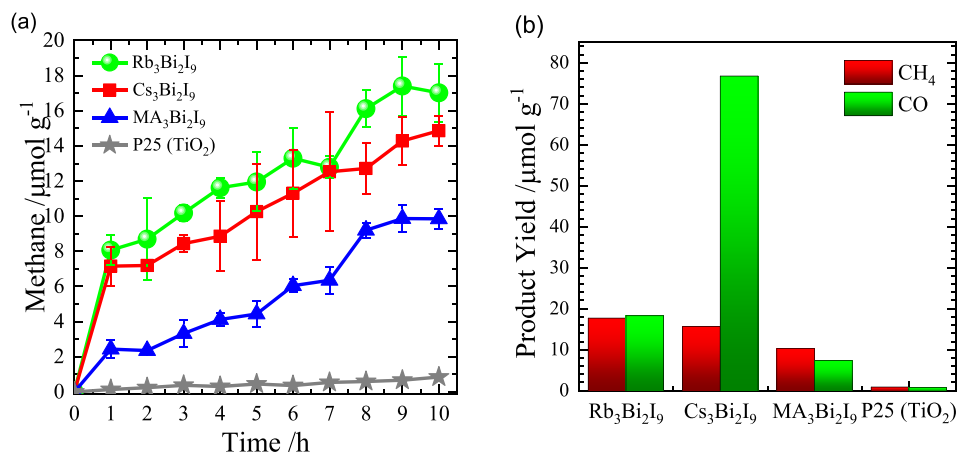 (a)
Methane /μmol g⁻¹
20
18
16
14
12
10
8
6
4
2
0
Rb₃Bi₂I₉
Cs₃Bi₂I₉
MA₃Bi₂I₉
P25 (TiO₂)
0 1 2 3 4 5 6 7 8 9 10
Time /h
(b)
Product Yield /μmol g⁻¹
80
70
60
50
40
30
20
10
0
CH₄
CO
Rb₃Bi₂I₉ Cs₃Bi₂I₉ MA₃Bi₂I₉ P25 (TiO₂)